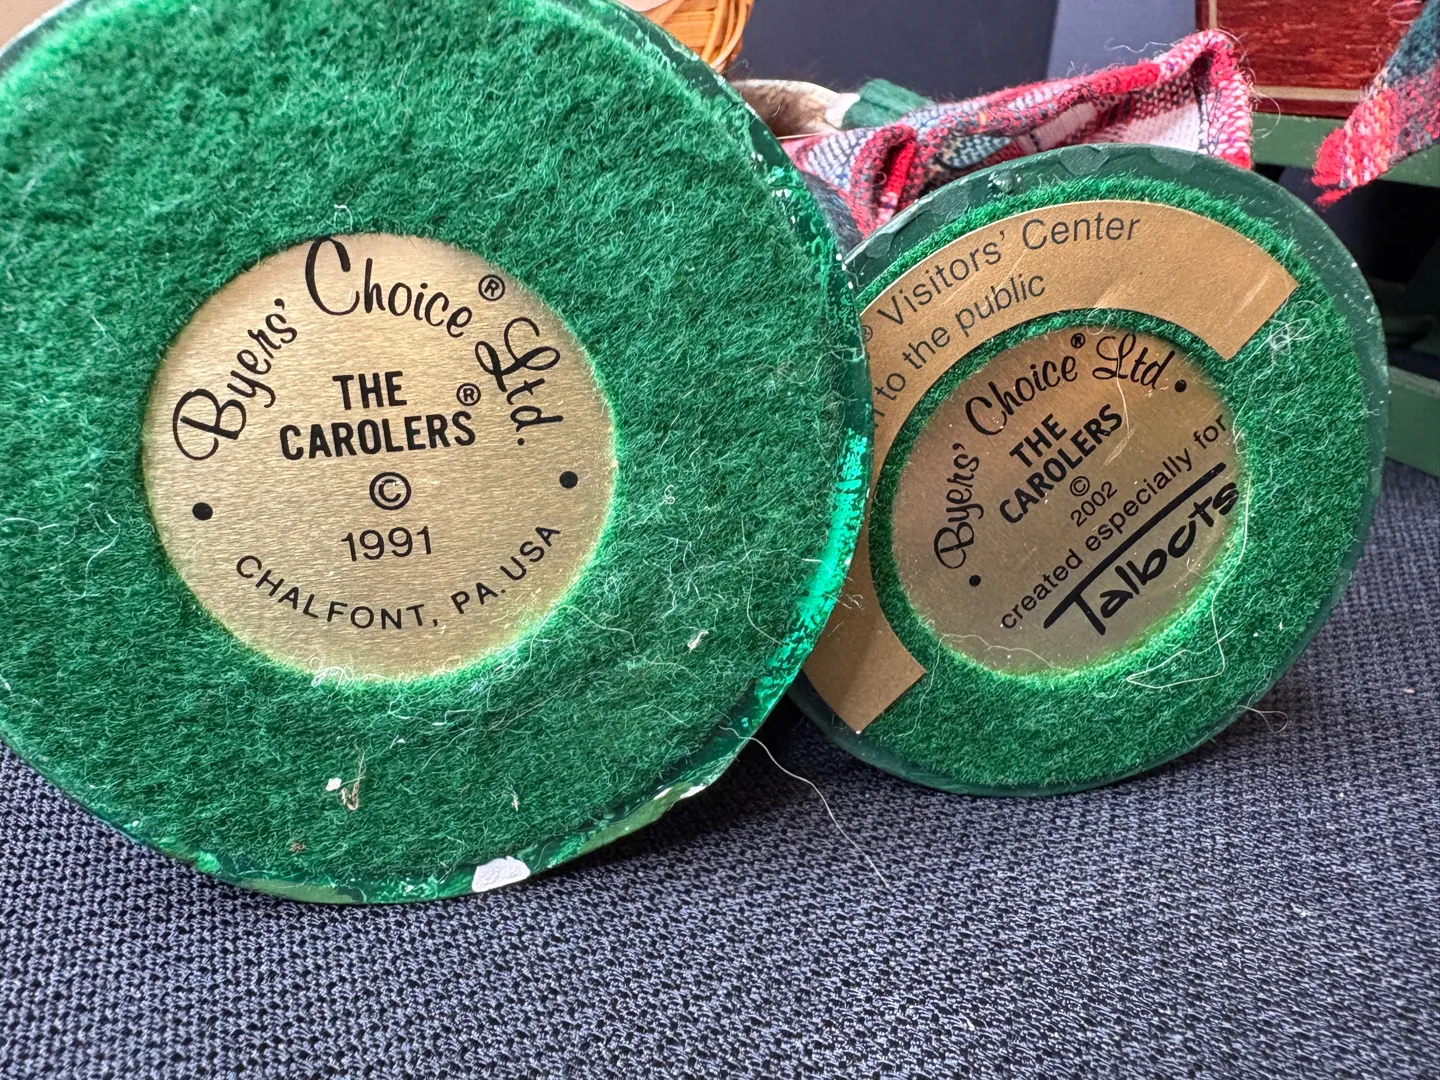 Byers' Choice® Ltd.
THE
CAROLERS®
©
1991
CHALFONT, PA. USA
® Visitors' Center
to the public
Byers' Choice® Ltd
THE
CAROLERS
©
2002
created especially for
Talbots